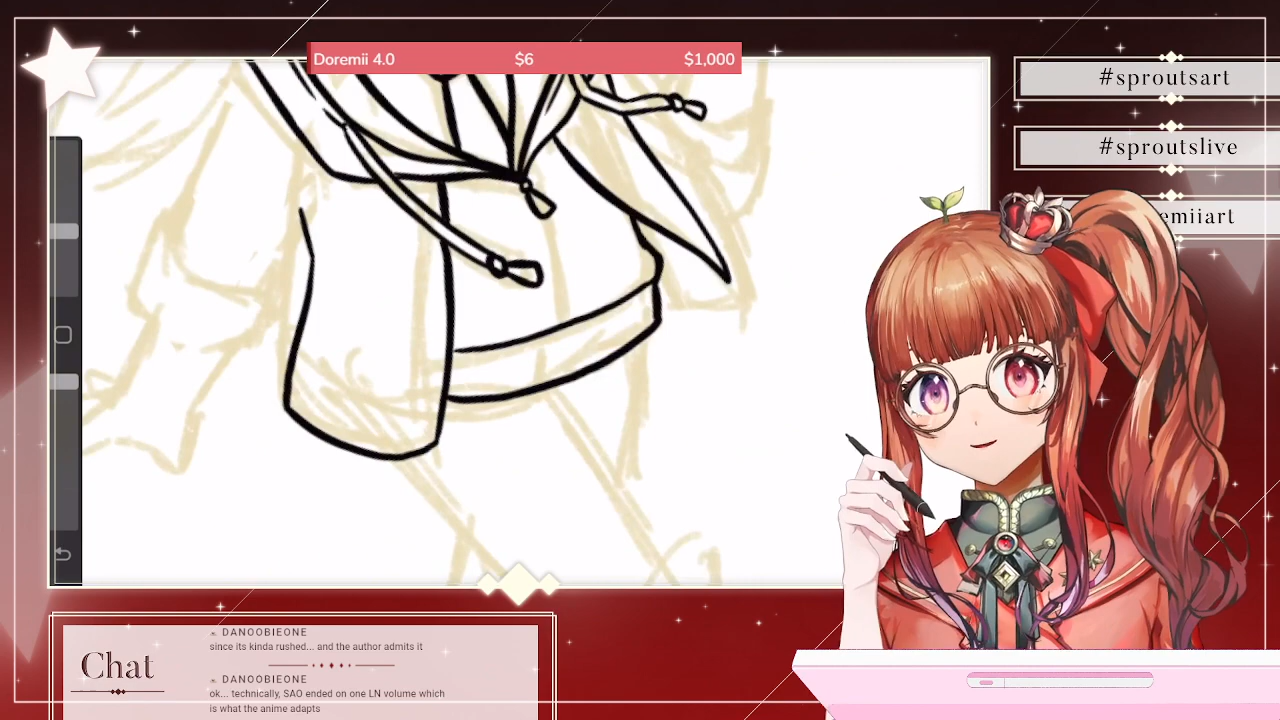 Doremii 4.0 $6 $1,000
#sproutsart
#sproutslive
emiiart
Chat
DANOOBIEONE
since its kinda rushed... and the author admits it
DANOOBIEONE
ok... technically, SAO ended on one LN volume which
is what the anime adapts